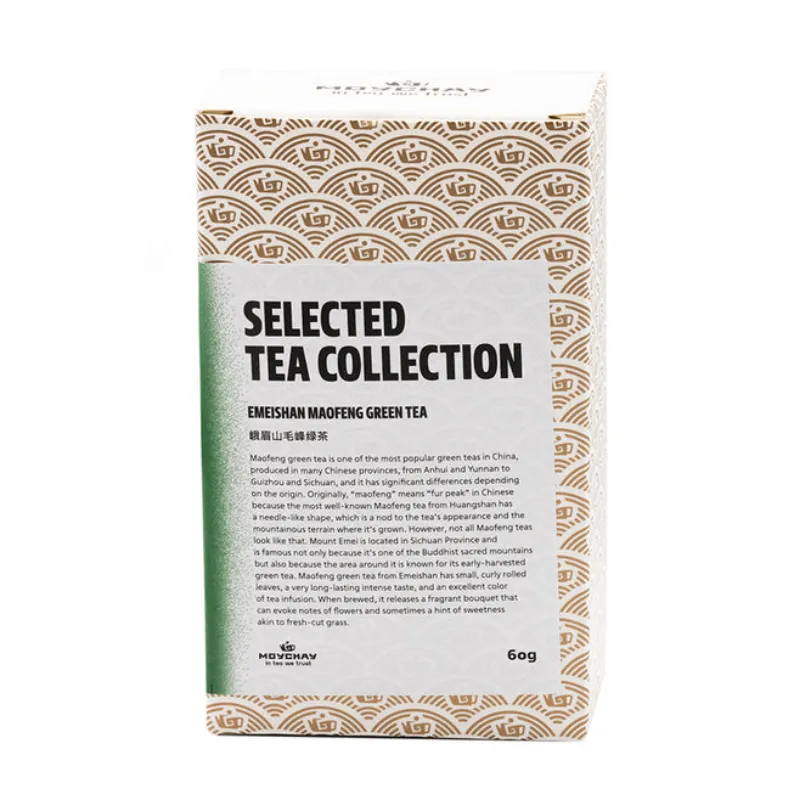 MOYCHAY
in tea we trust
SELECTED
TEA COLLECTION
EMEISHAN MAOFENG GREEN TEA
峨眉山毛峰绿茶
Maofeng green tea is one of the most popular green teas in China,
produced in many Chinese provinces, from Anhui and Yunnan to
Guizhou and Sichuan, and it has significant differences depending
on the origin. Originally, “maofeng” means “fur peak” in Chinese
because the most well-known Maofeng tea from Huangshan has
a needle-like shape, which is a nod to the tea's appearance and the
mountainous terrain where it's grown. However, not all Maofeng teas
look like that. Mount Emei is located in Sichuan Province and
is famous not only because it's one of the Buddhist sacred mountains
but also because the area around it is known for its early-harvested
green tea. Maofeng green tea from Emeishan has small, curly rolled
leaves, a very long-lasting intense taste, and an excellent color
of tea infusion. When brewed, it releases a fragrant bouquet that
can evoke notes of flowers and sometimes a hint of sweetness
akin to fresh-cut grass.
MOYCHAY
in tea we trust
60g